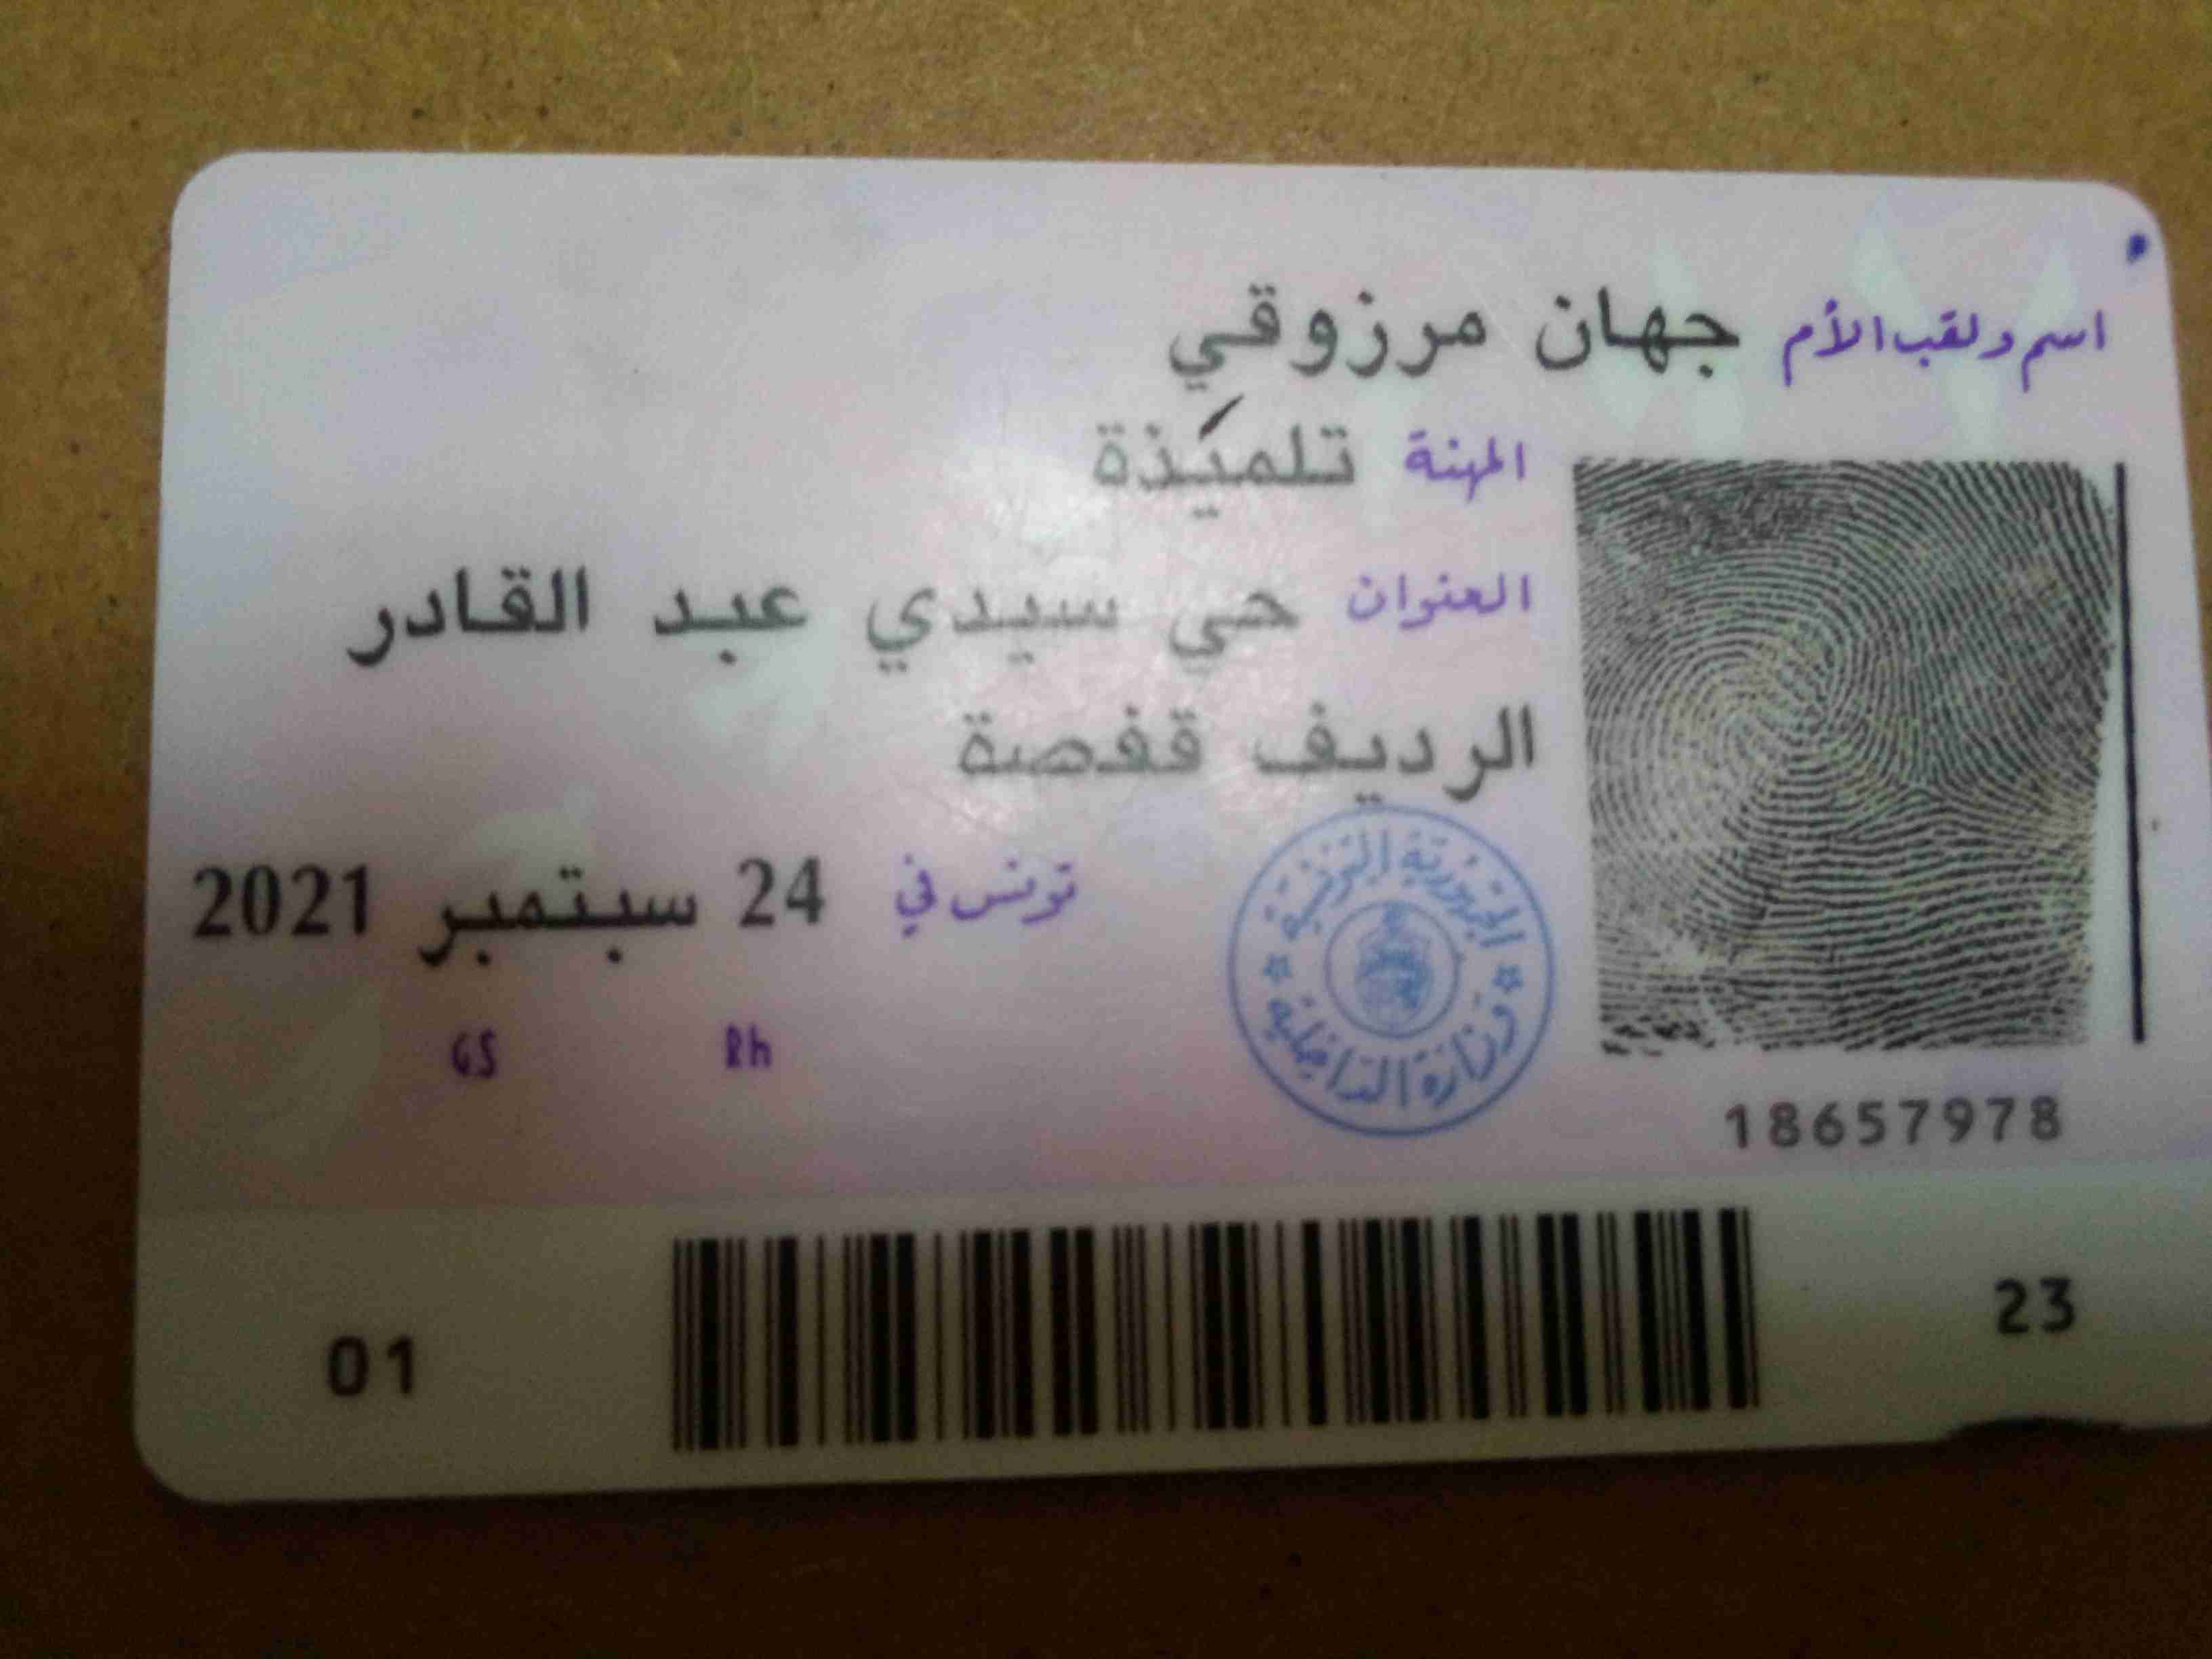 اسم ولقب الأم جهان مرزوقي
المهنة تلميذة
العنوان حي سيدي عبد القادر
الرديف قفصة
تونس في 24 سبتمبر 2021
الجمهورية التونسية
وزارة الداخلية
Rh GS
18657978
01 23